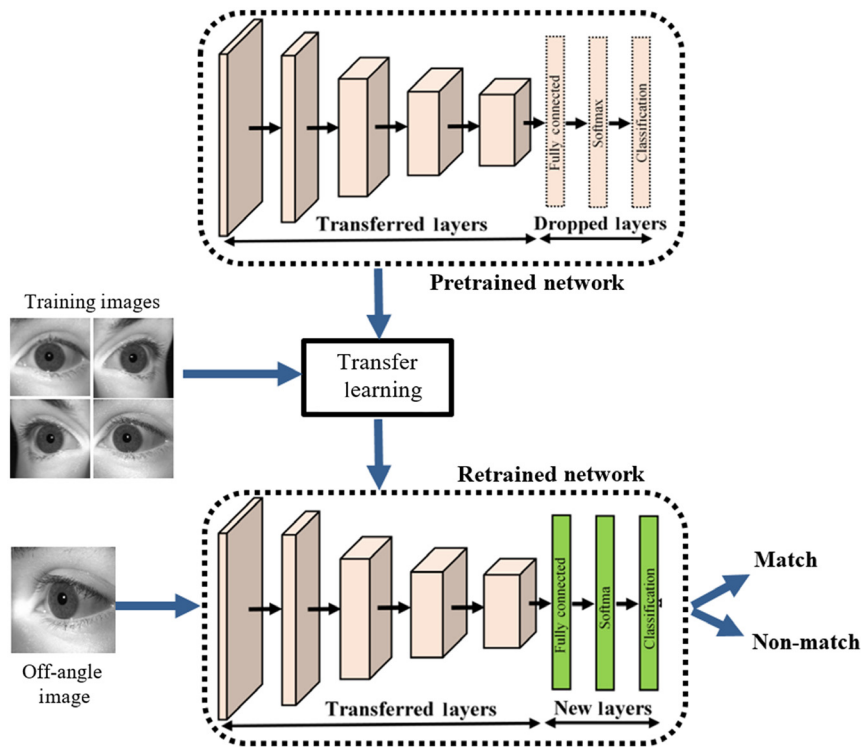 Fully connected
Softmax
Classification
Transferred layers
Dropped layers
Pretrained network
Training images
Transfer
learning
Retrained network
Off-angle
image
Fully connected
Softma
Classification
Transferred layers
New layers
Match
Non-match